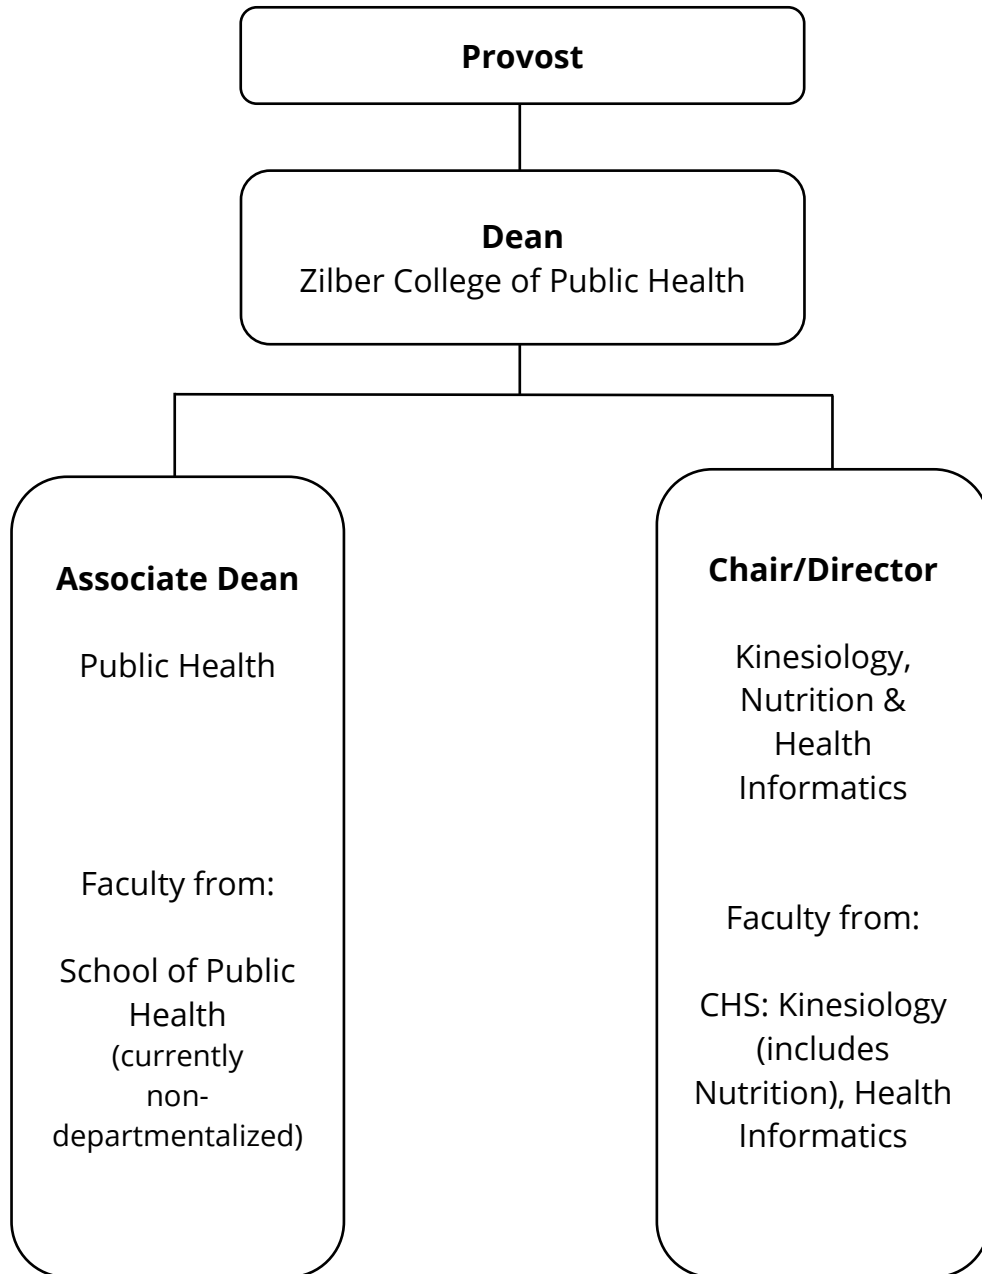 Provost
Dean
Zilber College of Public Health
Associate Dean
Public Health
Faculty from:
School of Public
Health
(currently
non-
departmentalized)
Chair/Director
Kinesiology,
Nutrition &
Health
Informatics
Faculty from:
CHS: Kinesiology
(includes
Nutrition), Health
Informatics